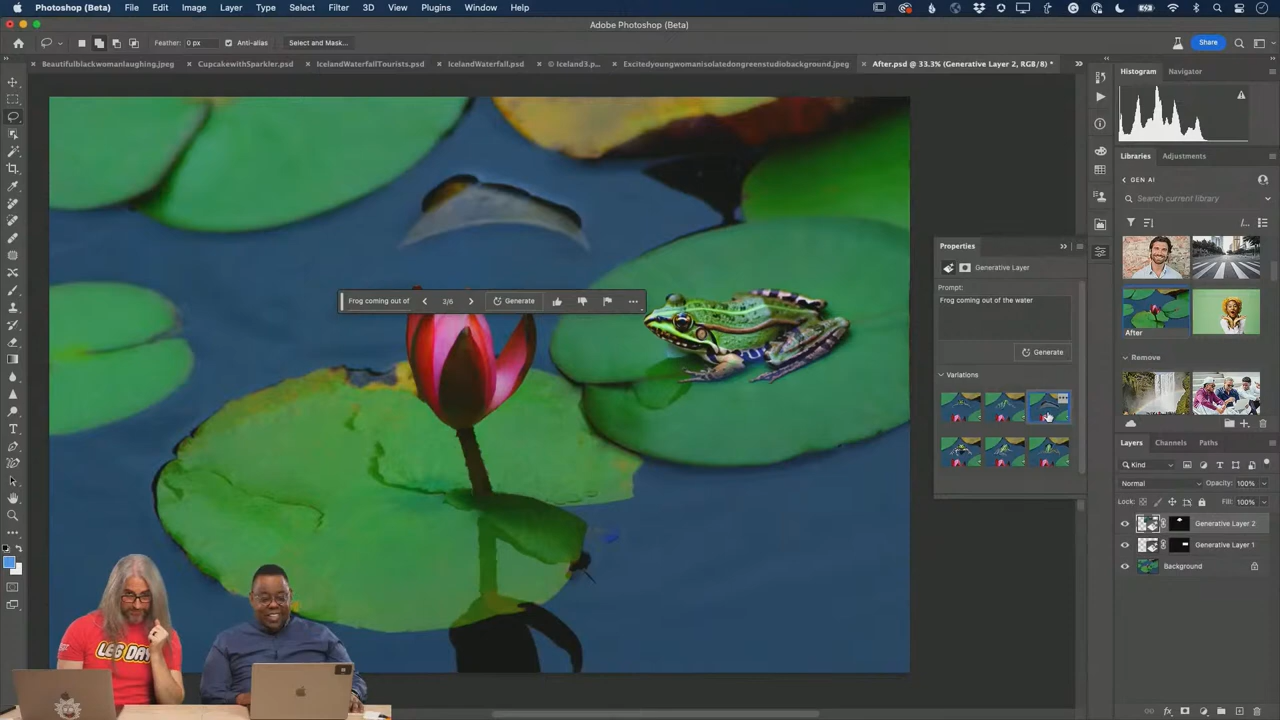 Photoshop (Beta) File Edit Image Layer Type Select Filter 3D View Plugins Window Help
Adobe Photoshop (Beta)
Feather: 0 px Anti-alias Select and Mask... Share
Beautifulblackwomanlaughing.jpeg CupcakewithSparkler.psd IcelandWaterfallTourists.psd IcelandWaterfall.psd © Iceland3.p... Excitedyoungwomanisolatedongreenstudiobackground.jpeg After.psd @ 33.3% (Generative Layer 2, RGB/8) *
Histogram Navigator
Libraries Adjustments
GEN AI
Search current library
After
Remove
Properties
Generative Layer
Prompt:
Frog coming out of the water
Generate
Variations
Frog coming out of 3/6 Generate
Layers Channels Paths
Kind
Normal Opacity: 100%
Lock: Fill: 100%
Generative Layer 2
Generative Layer 1
Background
LEG DAY